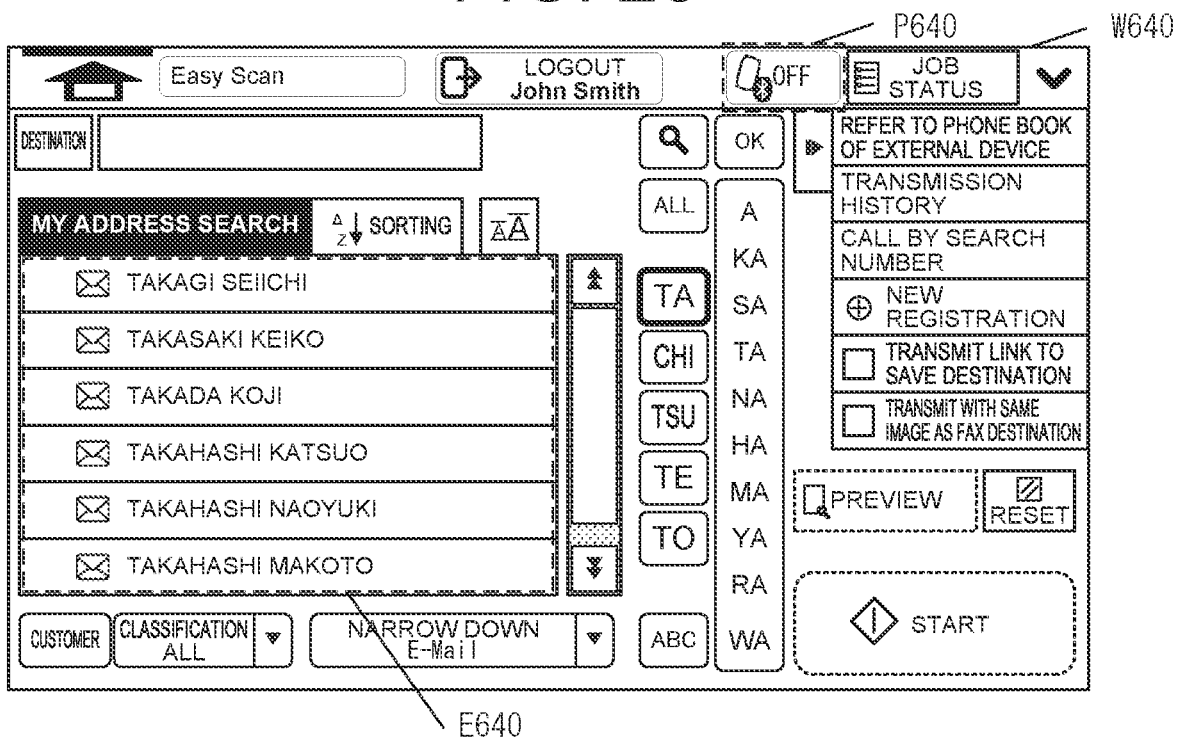 P640
W640
Easy Scan
LOGOUT
John Smith
OFF
JOB
STATUS
DESTINATION
OK
REFER TO PHONE BOOK
OF EXTERNAL DEVICE
TRANSMISSION
HISTORY
CALL BY SEARCH
NUMBER
NEW
REGISTRATION
TRANSMIT LINK TO
SAVE DESTINATION
TRANSMIT WITH SAME
IMAGE AS FAX DESTINATION
MY ADDRESS SEARCH
A
Z
SORTING
AA
ALL
TAKAGI SEIICHI
TAKASAKI KEIKO
TAKADA KOJI
TAKAHASHI KATSUO
TAKAHASHI NAOYUKI
TAKAHASHI MAKOTO
TA
CHI
TSU
TE
TO
A
KA
SA
TA
NA
HA
MA
YA
RA
WA
PREVIEW
RESET
START
CUSTOMER
CLASSIFICATION
ALL
NARROW DOWN
E-Mail
ABC
E640